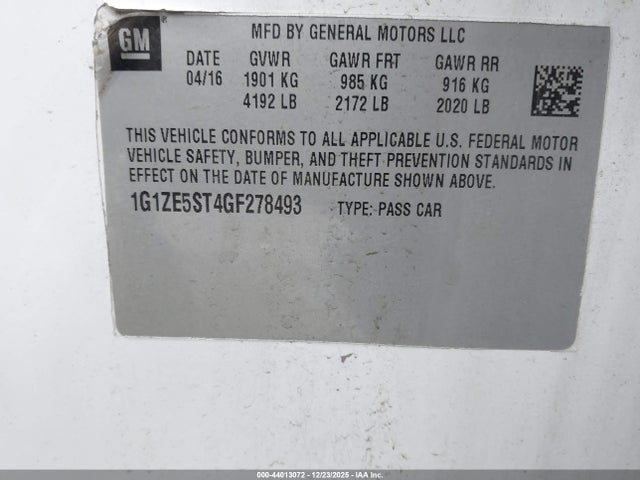 GM
MFD BY GENERAL MOTORS LLC
DATE GVWR GAWR FRT GAWR RR
04/16 1901 KG 985 KG 916 KG
4192 LB 2172 LB 2020 LB
THIS VEHICLE CONFORMS TO ALL APPLICABLE U.S. FEDERAL MOTOR
VEHICLE SAFETY, BUMPER, AND THEFT PREVENTION STANDARDS IN
EFFECT ON THE DATE OF MANUFACTURE SHOWN ABOVE.
1G1ZE5ST4GF278493 TYPE: PASS CAR
000-44013072 - 12/23/2025 - IAA Inc.